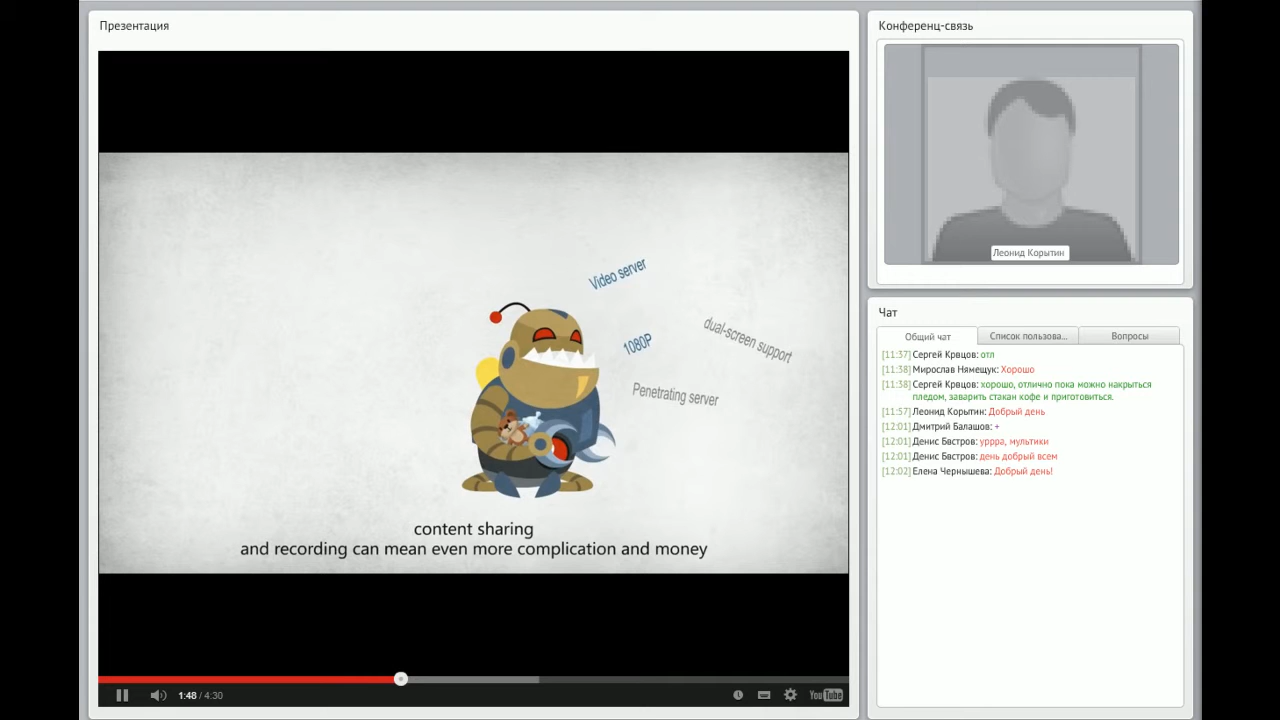 Презентация
Video server
1080P
dual-screen support
Penetrating server
content sharing
and recording can mean even more complication and money
1:48 / 4:30
YouTube
Конференц-связь
Леонид Корытин
Чат
Общий чат
Список пользова...
Вопросы
[11:37] Сергей Крвцов: отл
[11:38] Мирослав Нямещук: Хорошо
[11:38] Сергей Крвцов: хорошо, отлично пока можно накрыться
пледом, заварить стакан кофе и приготовиться.
[11:57] Леонид Корытин: Добрый день
[12:01] Дмитрий Балашов: +
[12:01] Денис Бвстров: уррра, мультики
[12:01] Денис Бвстров: день добрый всем
[12:02] Елена Чернышева: Добрый день!